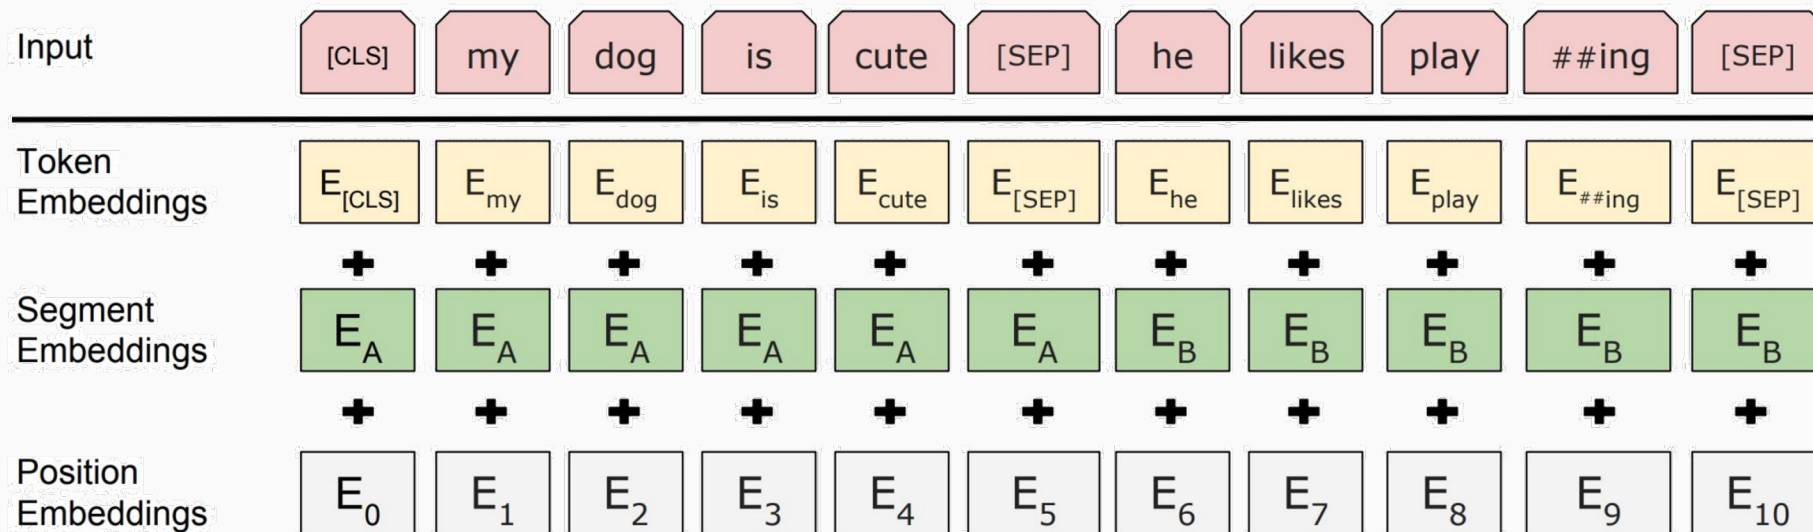 Input [CLS] my dog is cute [SEP] he likes play ##ing [SEP]
Token Embeddings E[CLS] Emy Edog Eis Ecute E[SEP] Ehe Elikes Eplay E##ing E[SEP]
Segment Embeddings EA EA EA EA EA EA EB EB EB EB EB
Position Embeddings E0 E1 E2 E3 E4 E5 E6 E7 E8 E9 E10